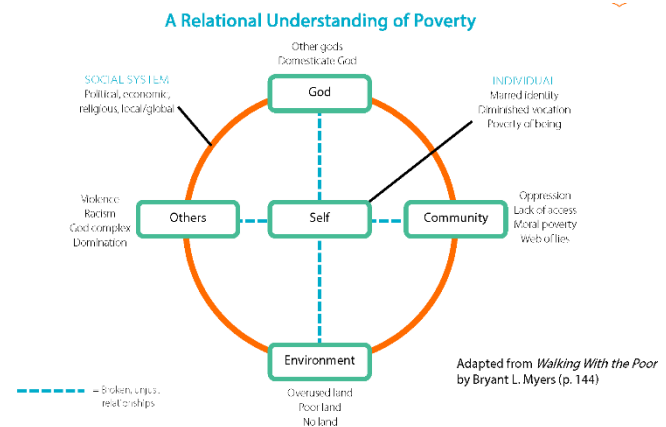 A Relational Understanding of Poverty
Other gods
Domesticate God
God
SOCIAL SYSTEM
Political, economic,
religious, local/global
INDIVIDUAL
Marred identity
Diminished vocation
Poverty of being
Violence
Racism
God complex
Domination
Others
Self
Community
Oppression
Lack of access
Moral poverty
Web of lies
Environment
Overused land
Poor land
No land
= Broken, unjust
relationships
Adapted from Walking With the Poor
by Bryant L. Myers (p. 144)